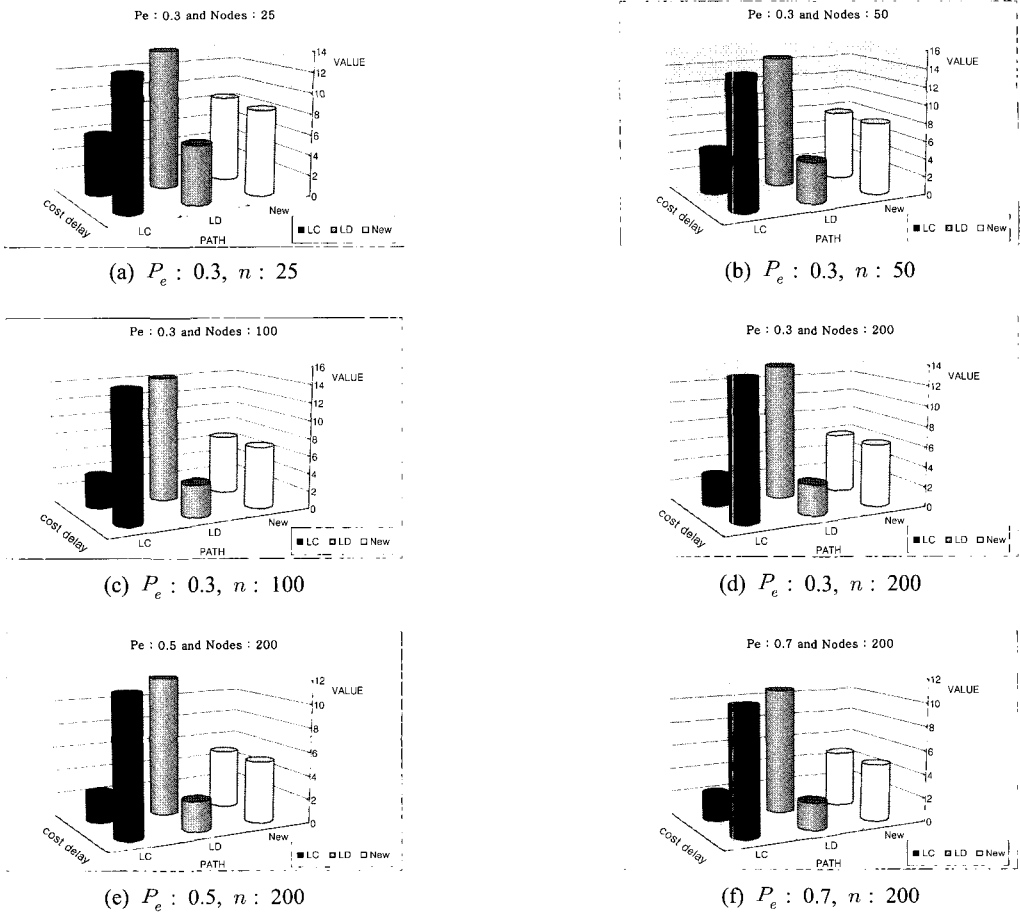 Pe : 0.3 and Nodes : 25
14
12
10
8
6
4
2
0
VALUE
cost delay
LC
LD
New
PATH
■ LC ▨ LD □ New
(a) P_e : 0.3, n : 25
Pe : 0.3 and Nodes : 50
16
14
12
10
8
6
4
2
0
VALUE
cost delay
LC
LD
New
PATH
■ LC ▨ LD □ New
(b) P_e : 0.3, n : 50
Pe : 0.3 and Nodes : 100
16
14
12
10
8
6
4
2
0
VALUE
cost delay
LC
LD
New
PATH
■ LC ▨ LD □ New
(c) P_e : 0.3, n : 100
Pe : 0.3 and Nodes : 200
14
12
10
8
6
4
2
0
VALUE
cost delay
LC
LD
New
PATH
■ LC ▨ LD □ New
(d) P_e : 0.3, n : 200
Pe : 0.5 and Nodes : 200
12
10
8
6
4
2
0
VALUE
cost delay
LC
LD
New
PATH
■ LC ▨ LD □ New
(e) P_e : 0.5, n : 200
Pe : 0.7 and Nodes : 200
12
10
8
6
4
2
0
VALUE
cost delay
LC
LD
New
PATH
■ LC ▨ LD □ New
(f) P_e : 0.7, n : 200